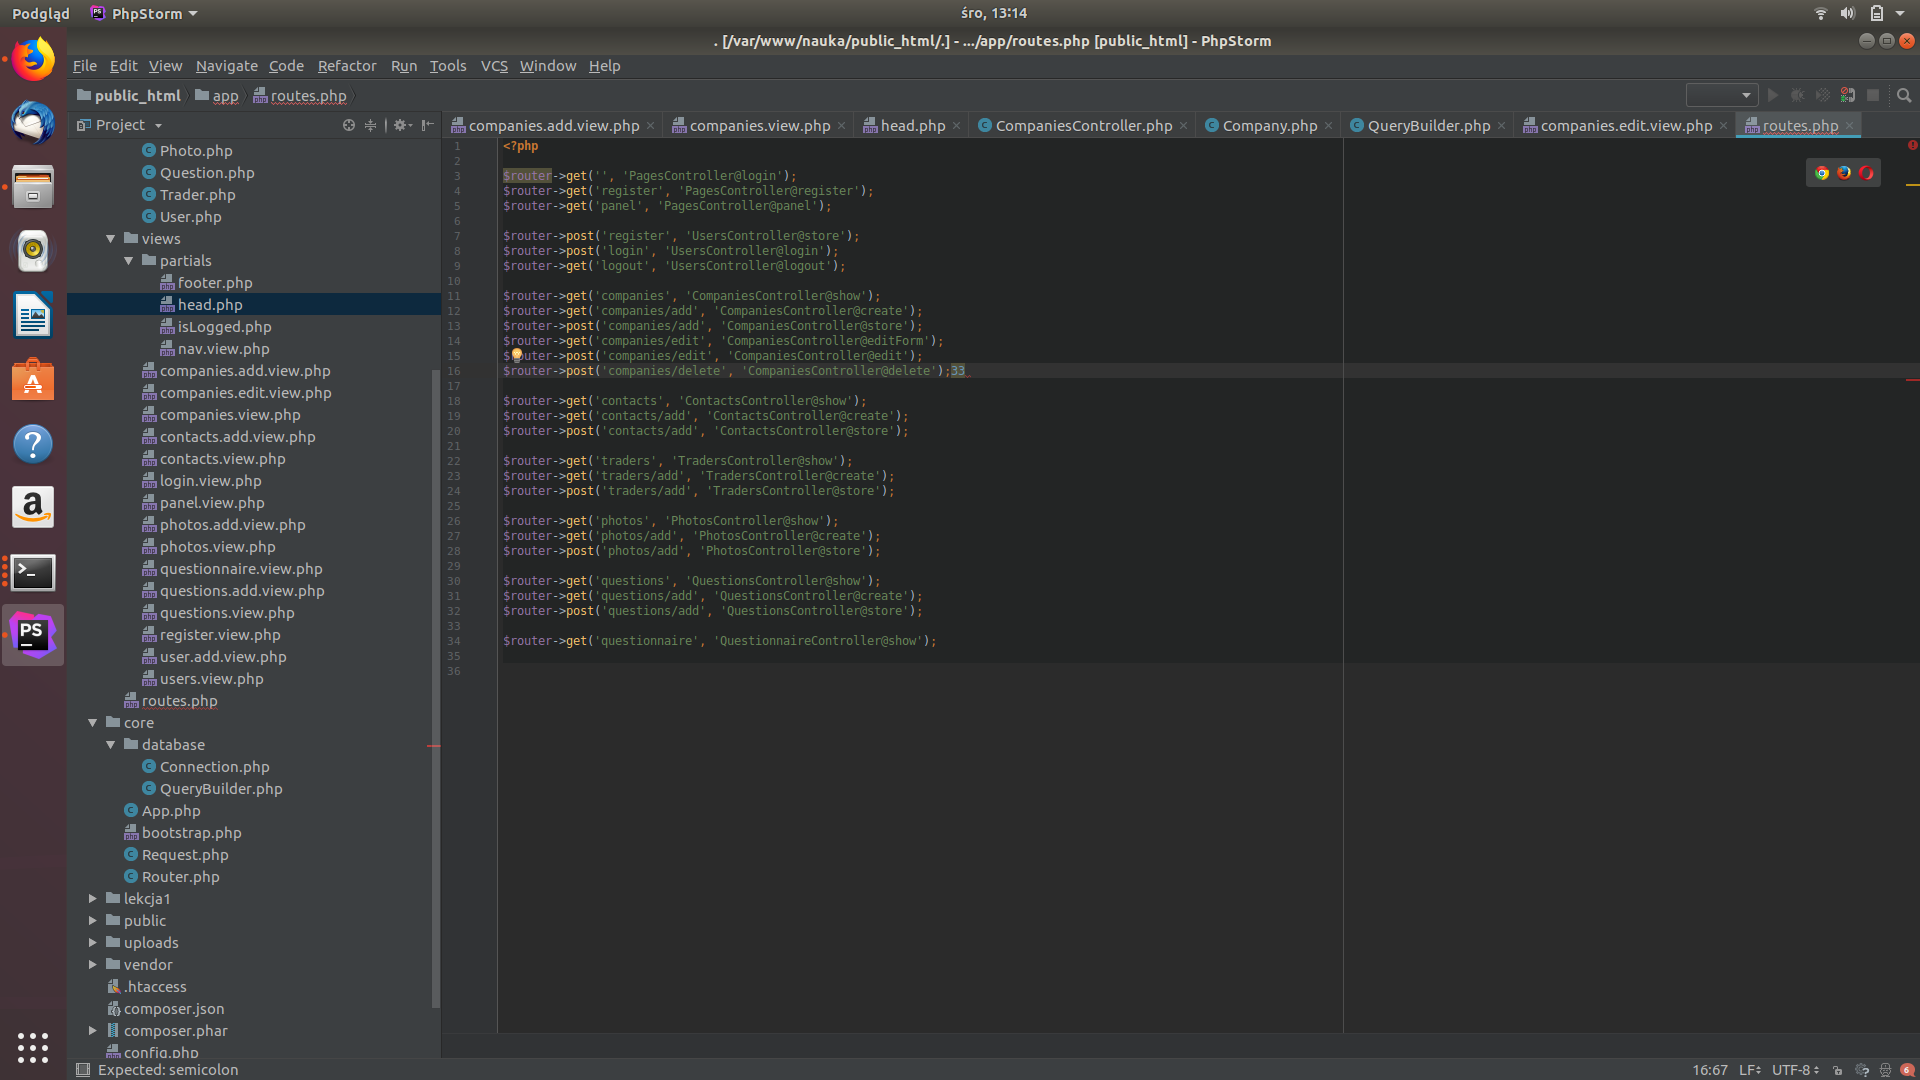 Podgląd PhpStorm śro, 13:14
. [/var/www/nauka/public_html/.] - .../app/routes.php [public_html] - PhpStorm
File Edit View Navigate Code Refactor Run Tools VCS Window Help
public_html app routes.php
Project
companies.add.view.php companies.view.php head.php CompaniesController.php Company.php QueryBuilder.php companies.edit.view.php routes.php
Photo.php
Question.php
Trader.php
User.php
views
partials
footer.php
head.php
isLogged.php
nav.view.php
companies.add.view.php
companies.edit.view.php
companies.view.php
contacts.add.view.php
contacts.view.php
login.view.php
panel.view.php
photos.add.view.php
photos.view.php
questionnaire.view.php
questions.add.view.php
questions.view.php
register.view.php
user.add.view.php
users.view.php
routes.php
core
database
Connection.php
QueryBuilder.php
App.php
bootstrap.php
Request.php
Router.php
lekcja1
public
uploads
vendor
.htaccess
composer.json
composer.phar
config.php
1 <?php
2
3 $router->get('', 'PagesController@login');
4 $router->get('register', 'PagesController@register');
5 $router->get('panel', 'PagesController@panel');
6
7 $router->post('register', 'UsersController@store');
8 $router->post('login', 'UsersController@login');
9 $router->get('logout', 'UsersController@logout');
10
11 $router->get('companies', 'CompaniesController@show');
12 $router->get('companies/add', 'CompaniesController@create');
13 $router->post('companies/add', 'CompaniesController@store');
14 $router->get('companies/edit', 'CompaniesController@editForm');
15 $router->post('companies/edit', 'CompaniesController@edit');
16 $router->post('companies/delete', 'CompaniesController@delete');33
17
18 $router->get('contacts', 'ContactsController@show');
19 $router->get('contacts/add', 'ContactsController@create');
20 $router->post('contacts/add', 'ContactsController@store');
21
22 $router->get('traders', 'TradersController@show');
23 $router->get('traders/add', 'TradersController@create');
24 $router->post('traders/add', 'TradersController@store');
25
26 $router->get('photos', 'PhotosController@show');
27 $router->get('photos/add', 'PhotosController@create');
28 $router->post('photos/add', 'PhotosController@store');
29
30 $router->get('questions', 'QuestionsController@show');
31 $router->get('questions/add', 'QuestionsController@create');
32 $router->post('questions/add', 'QuestionsController@store');
33
34 $router->get('questionnaire', 'QuestionnaireController@show');
35
36
Expected: semicolon 16:67 LF UTF-8 6